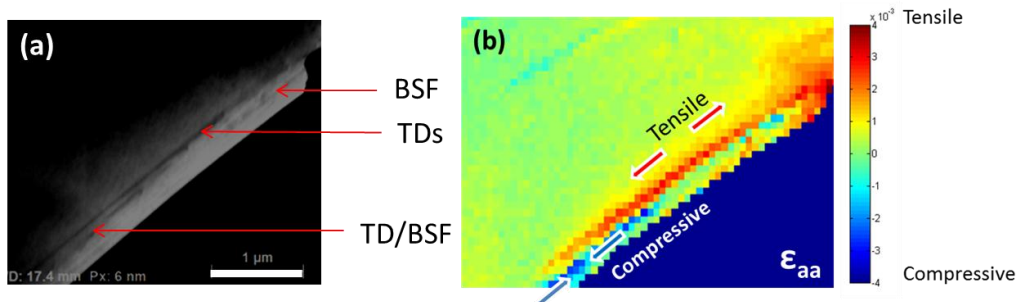 (a)
BSF
TDs
TD/BSF
D: 17.4 mm Px: 6 nm
1 µm
(b)
Tensile
Compressive
εaa
x 10⁻³
4
3
2
1
0
-1
-2
-3
-4
Tensile
Compressive